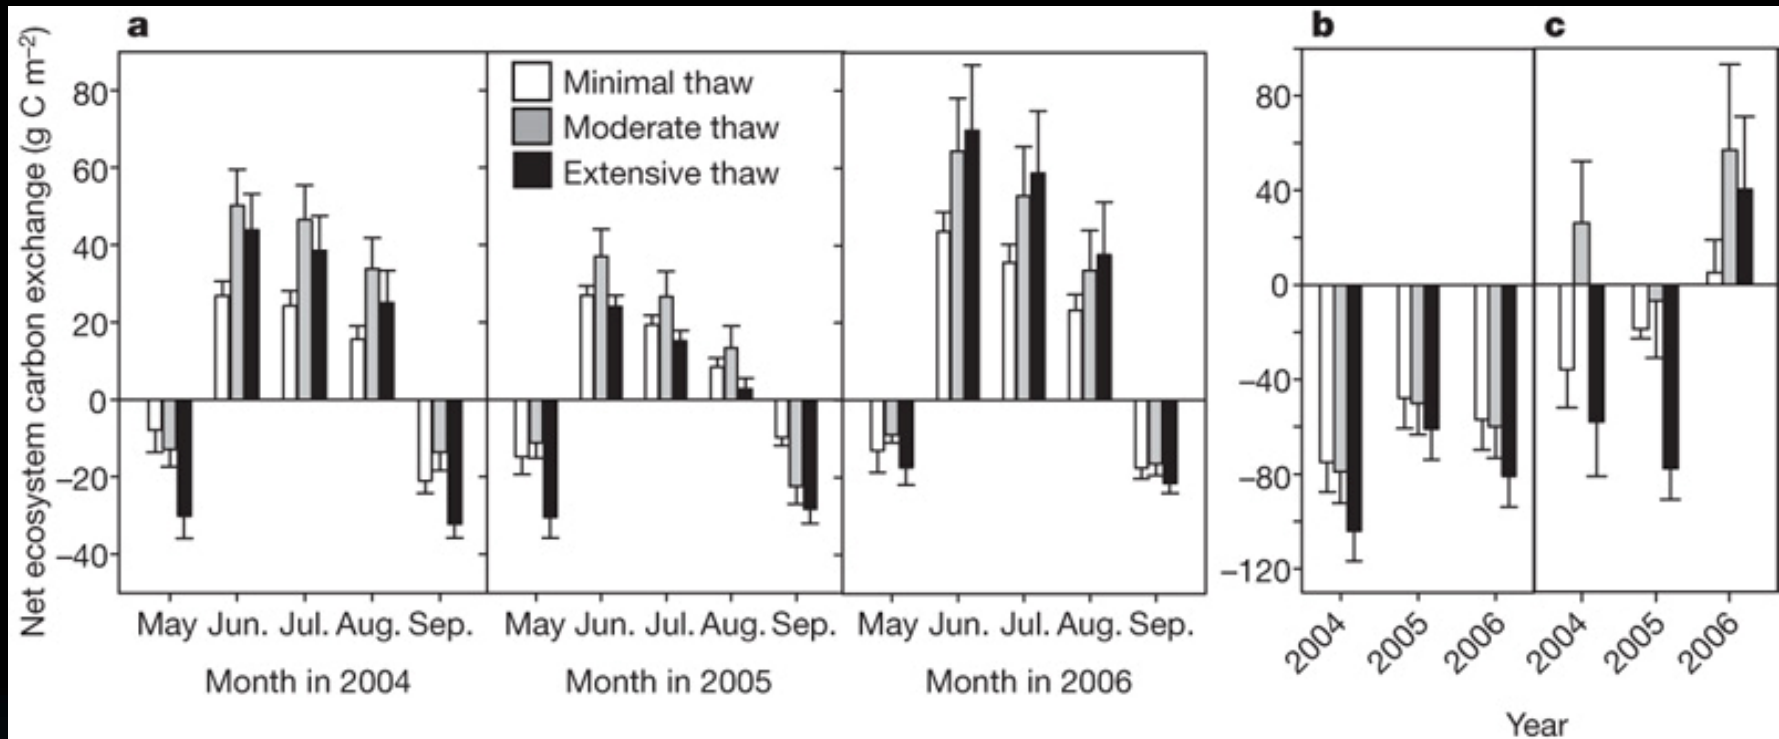 a
b
c
Net ecosystem carbon exchange (g C m⁻²)
80
60
40
20
0
–20
–40
Minimal thaw
Moderate thaw
Extensive thaw
May Jun. Jul. Aug. Sep.
May Jun. Jul. Aug. Sep.
May Jun. Jul. Aug. Sep.
Month in 2004
Month in 2005
Month in 2006
80
40
0
–40
–80
–120
2004
2005
2006
2004
2005
2006
Year